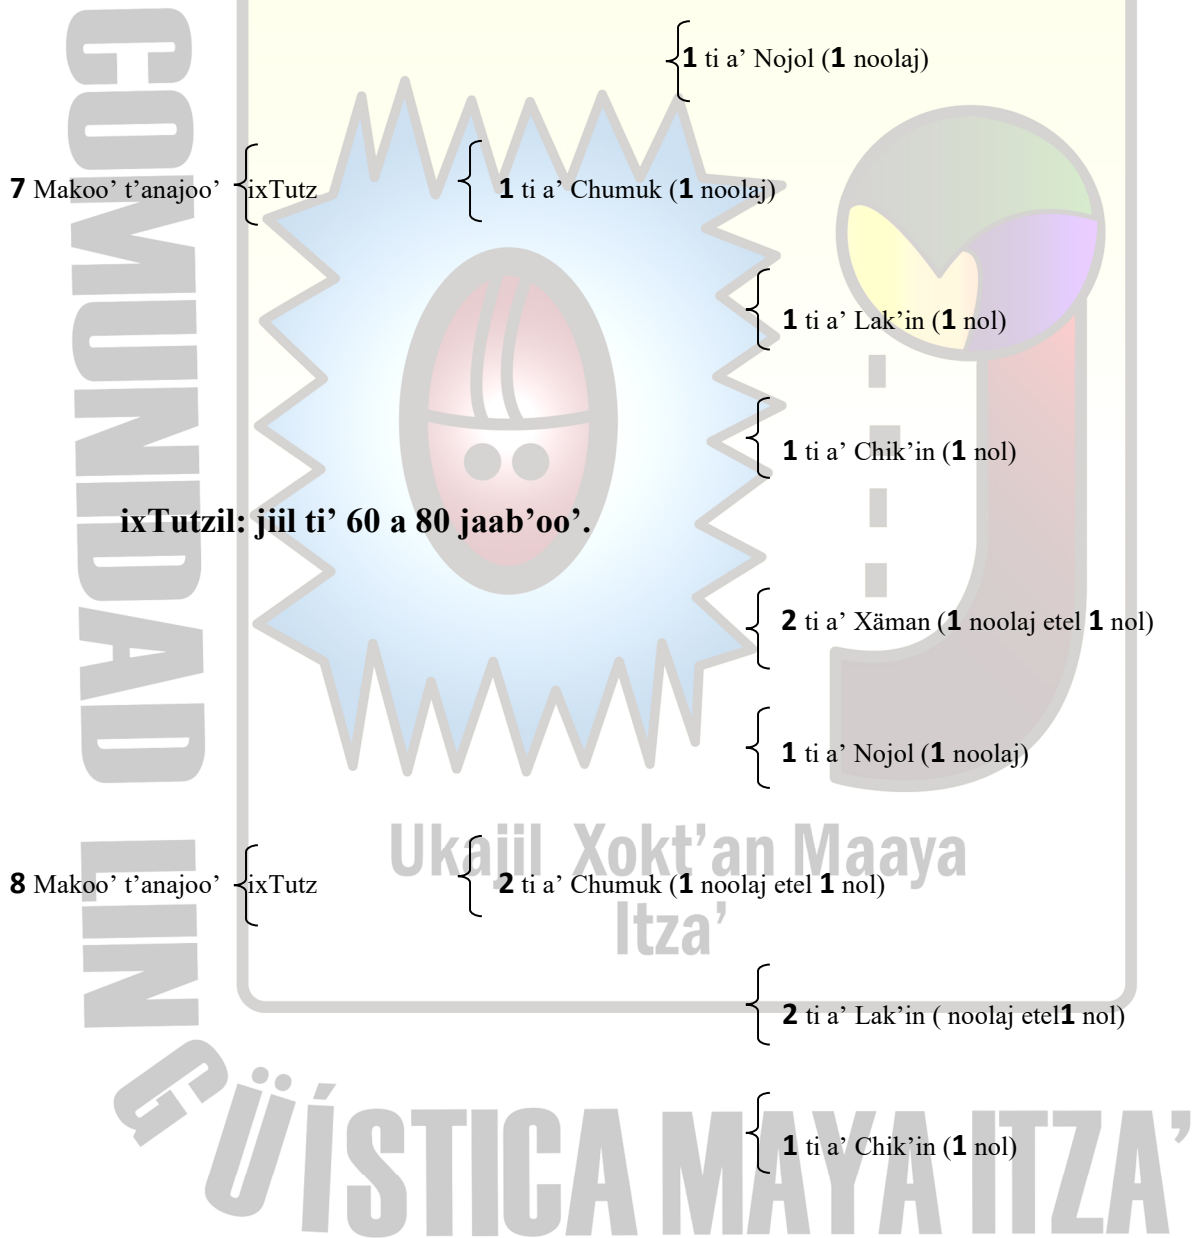 1 ti a’ Nojol (1 noolaj)
7 Makoo’ t’anajoo’ ixTutz 1 ti a’ Chumuk (1 noolaj)
1 ti a’ Lak’in (1 nol)
1 ti a’ Chik’in (1 nol)
ixTutzil: jiil ti’ 60 a 80 jaab’oo’.
2 ti a’ Xäman (1 noolaj etel 1 nol)
1 ti a’ Nojol (1 noolaj)
8 Makoo’ t’anajoo’ ixTutz 2 ti a’ Chumuk (1 noolaj etel 1 nol)
2 ti a’ Lak’in ( noolaj etel1 nol)
1 ti a’ Chik’in (1 nol)
Ukajil Xokt’an Maaya
Itza’
COMUNIDAD LINGÜÍSTICA MAYA ITZA’